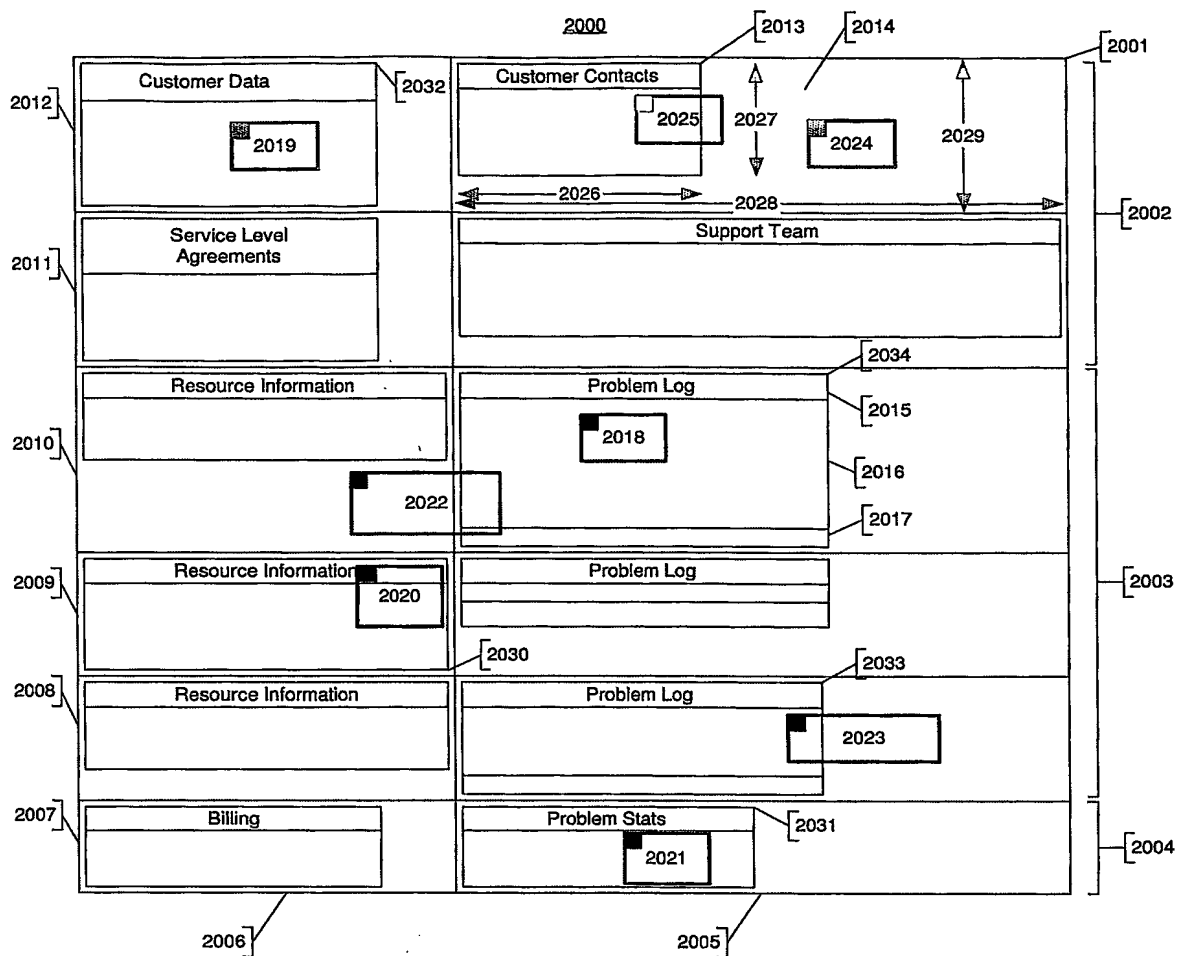 2000
2013
2014
2001
Customer Data
2032
Customer Contacts
2012
2019
2025
2027
2024
2029
2026
2028
2002
Service Level
Agreements
Support Team
2011
2034
Resource Information
Problem Log
2015
2010
2018
2016
2022
2017
2009
Resource Information
Problem Log
2003
2020
2030
2033
2008
Resource Information
Problem Log
2023
2007
Billing
Problem Stats
2031
2021
2004
2006
2005